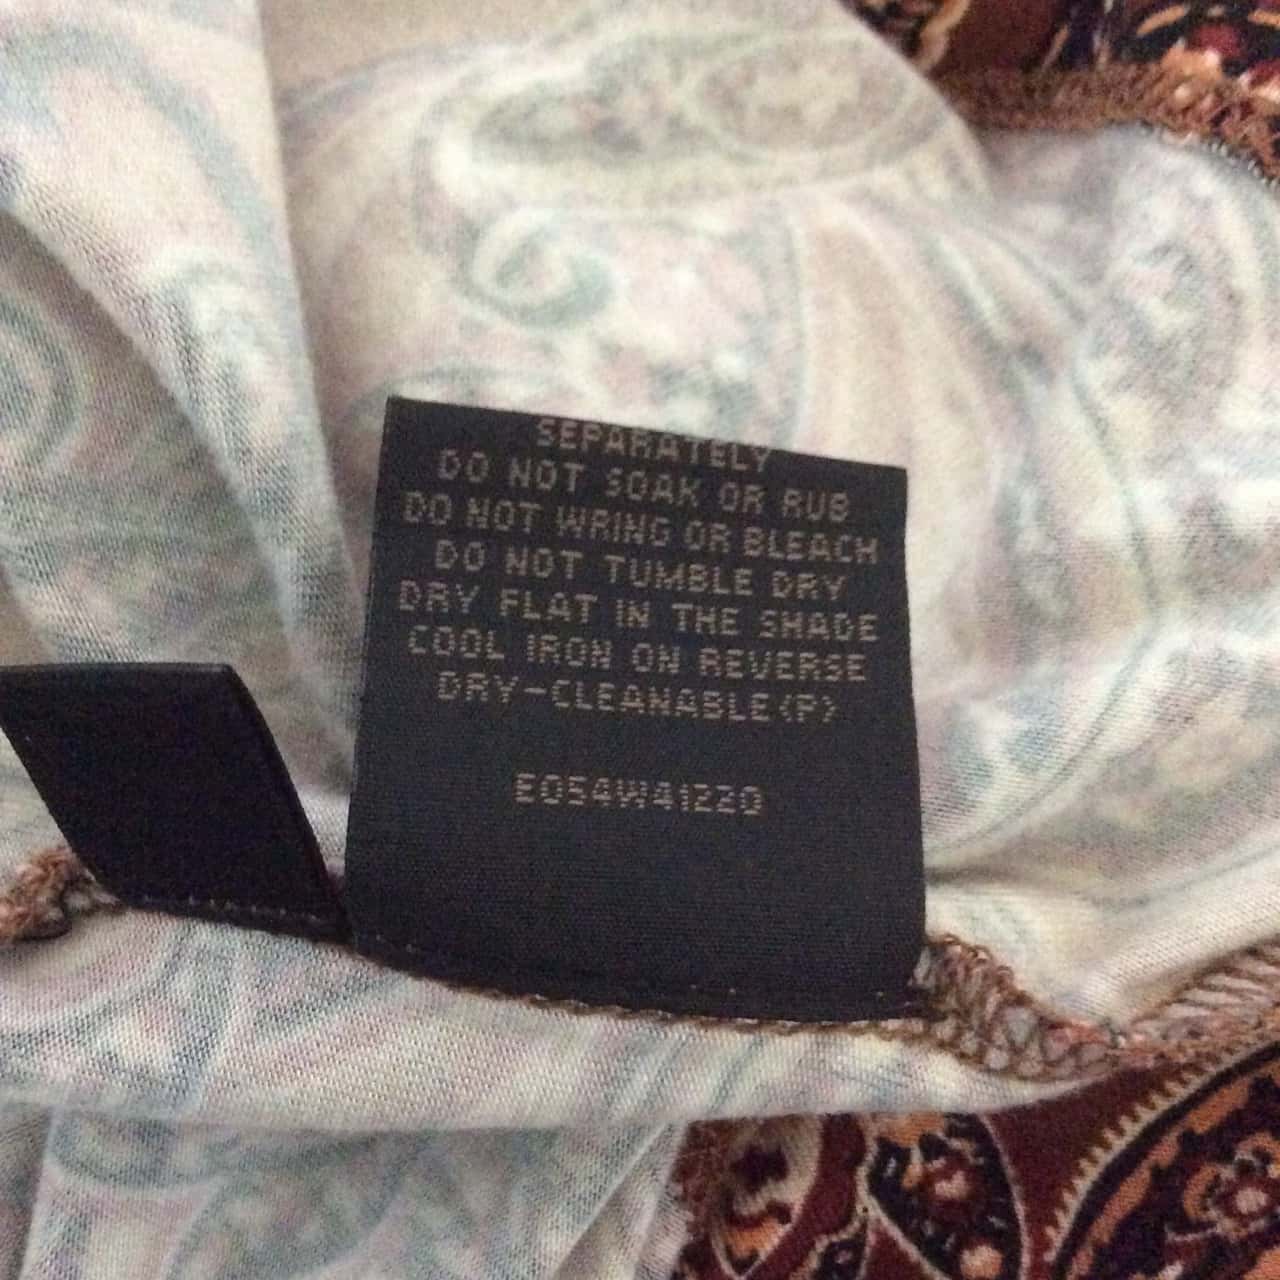 SEPARATELY
DO NOT SOAK OR RUB
DO NOT WRING OR BLEACH
DO NOT TUMBLE DRY
DRY FLAT IN THE SHADE
COOL IRON ON REVERSE
DRY-CLEANABLE(P)
E054W41220